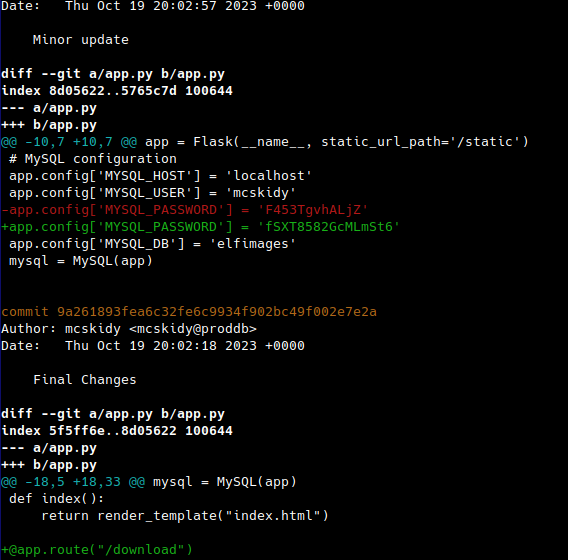 Date:   Thu Oct 19 20:02:57 2023 +0000
    Minor update
diff --git a/app.py b/app.py
index 8d05622..5765c7d 100644
--- a/app.py
+++ b/app.py
@@ -10,7 +10,7 @@ app = Flask(__name__, static_url_path='/static')
 # MySQL configuration
 app.config['MYSQL_HOST'] = 'localhost'
 app.config['MYSQL_USER'] = 'mcskidy'
-app.config['MYSQL_PASSWORD'] = 'F453TgvhALjZ'
+app.config['MYSQL_PASSWORD'] = 'fSXT8582GcMLmSt6'
 app.config['MYSQL_DB'] = 'elfimages'
 mysql = MySQL(app)
commit 9a261893fea6c32fe6c9934f902bc49f002e7e2a
Author: mcskidy <mcskidy@proddb>
Date:   Thu Oct 19 20:02:18 2023 +0000
    Final Changes
diff --git a/app.py b/app.py
index 5f5ff6e..8d05622 100644
--- a/app.py
+++ b/app.py
@@ -18,5 +18,33 @@ mysql = MySQL(app)
 def index():
     return render_template("index.html")
+@app.route("/download")